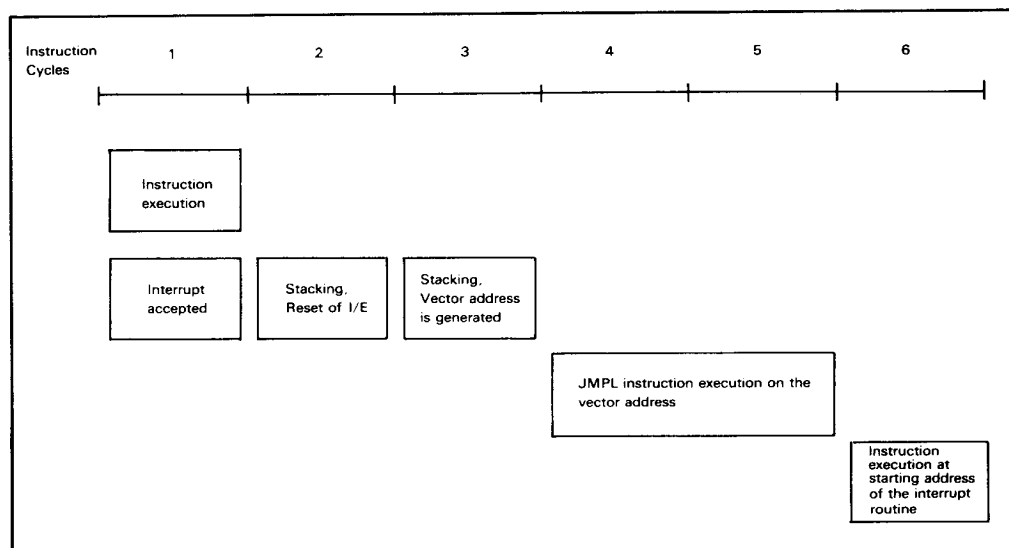 Instruction
Cycles
1 2 3 4 5 6
Instruction
execution
Interrupt
accepted
Stacking,
Reset of I/E
Stacking,
Vector address
is generated
JMPL instruction execution on the
vector address
Instruction
execution at
starting address
of the interrupt
routine